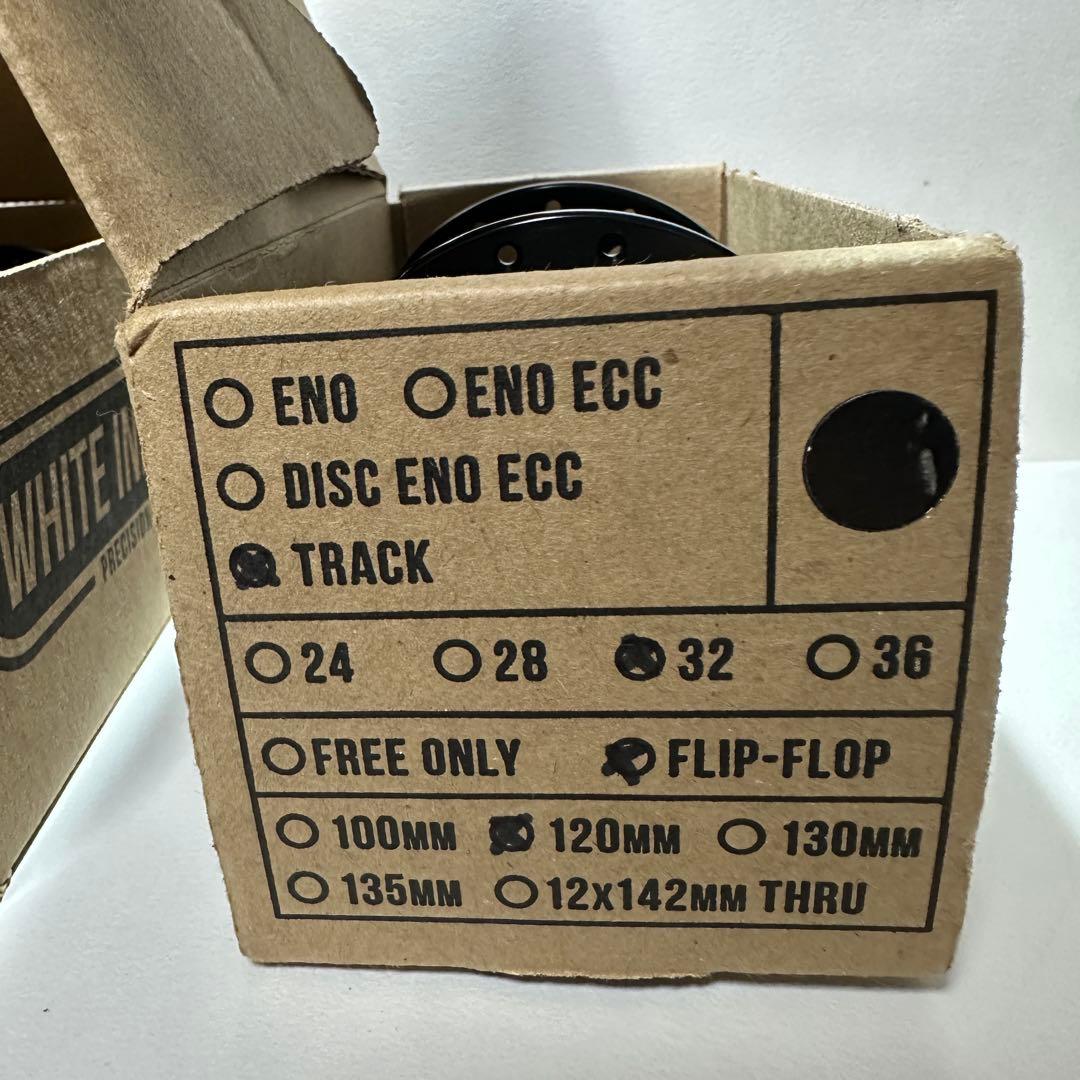 ENO ENO ECC
DISC ENO ECC
TRACK
24 28 32 36
FREE ONLY FLIP-FLOP
100MM 120MM 130MM
135MM 12X142MM THRU
WHITE
PRECISION